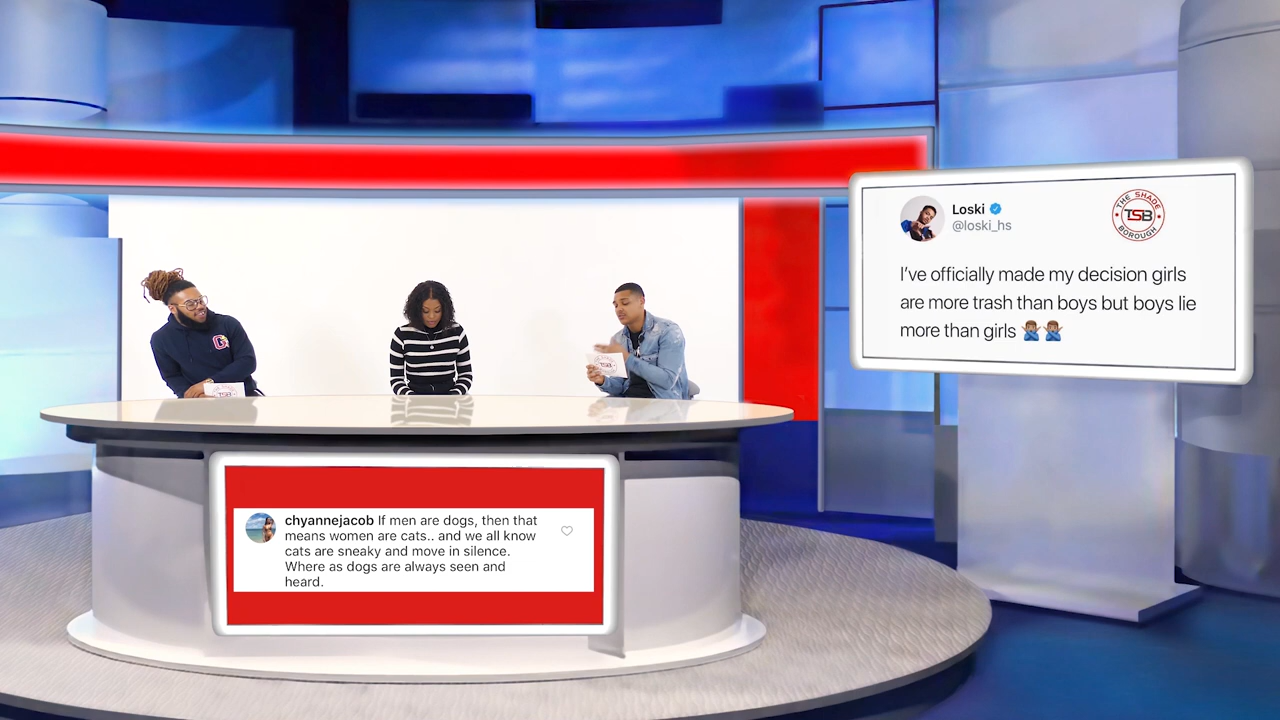 Loski
@loski_hs
THE SHADE
TSB
BOROUGH
I've officially made my decision girls
are more trash than boys but boys lie
more than girls 🙅🏽‍♂️🙅🏽‍♂️
TSB
chyannejacob If men are dogs, then that
means women are cats.. and we all know
cats are sneaky and move in silence.
Where as dogs are always seen and
heard.